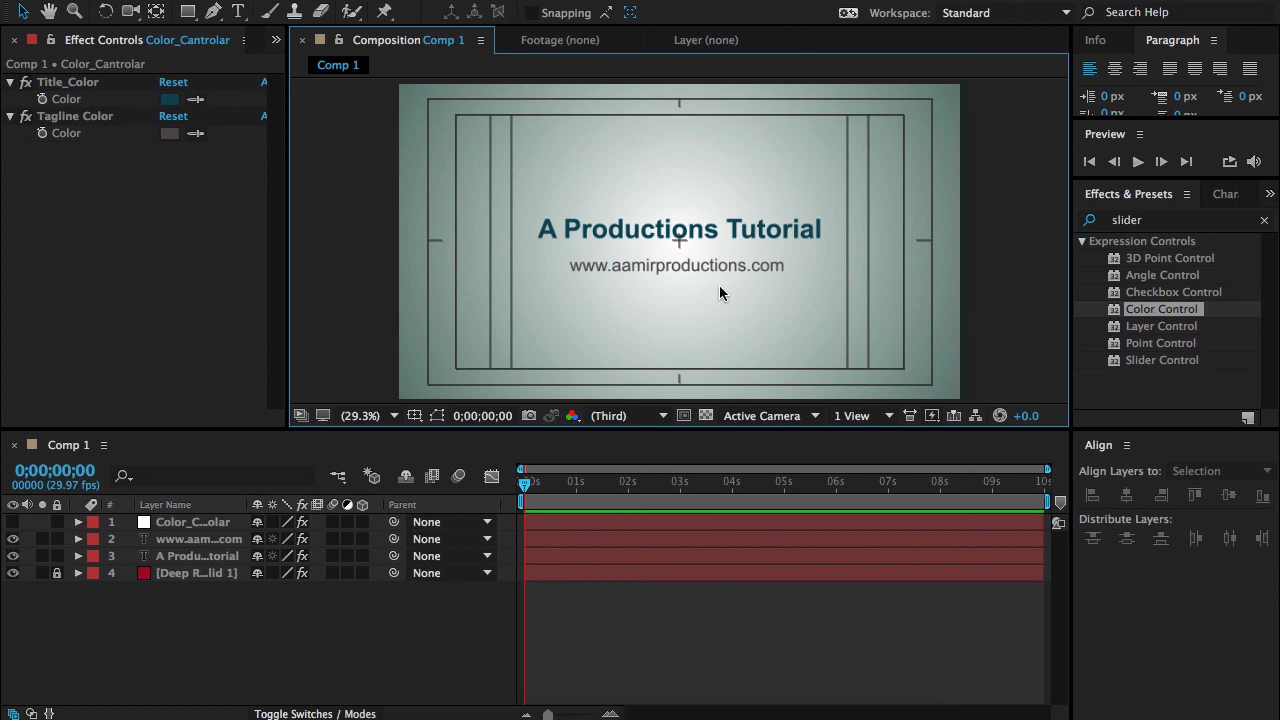 Snapping
Workspace: Standard
Search Help
Effect Controls Color_Cantrolar
Composition Comp 1
Footage (none)
Layer (none)
Info
Paragraph
Comp 1 • Color_Cantrolar
Comp 1
Title_Color Reset A
Color
Tagline Color Reset A
Color
0 px 0 px 0 px
0 px 0 px
Preview
Effects & Presets
Char
slider
Expression Controls
3D Point Control
Angle Control
Checkbox Control
Color Control
Layer Control
Point Control
Slider Control
A Productions Tutorial
www.aamirproductions.com
(29.3%) 0;00;00;00 (Third) Active Camera 1 View +0.0
Comp 1
0;00;00;00
00000 (29.97 fps)
00s 01s 02s 03s 04s 05s 06s 07s 08s 09s 10s
# Layer Name Parent
1 Color_C...olar None
2 www.aam...com None
3 A Produ...torial None
4 [Deep R...lid 1] None
Toggle Switches / Modes
Align
Align Layers to: Selection
Distribute Layers: